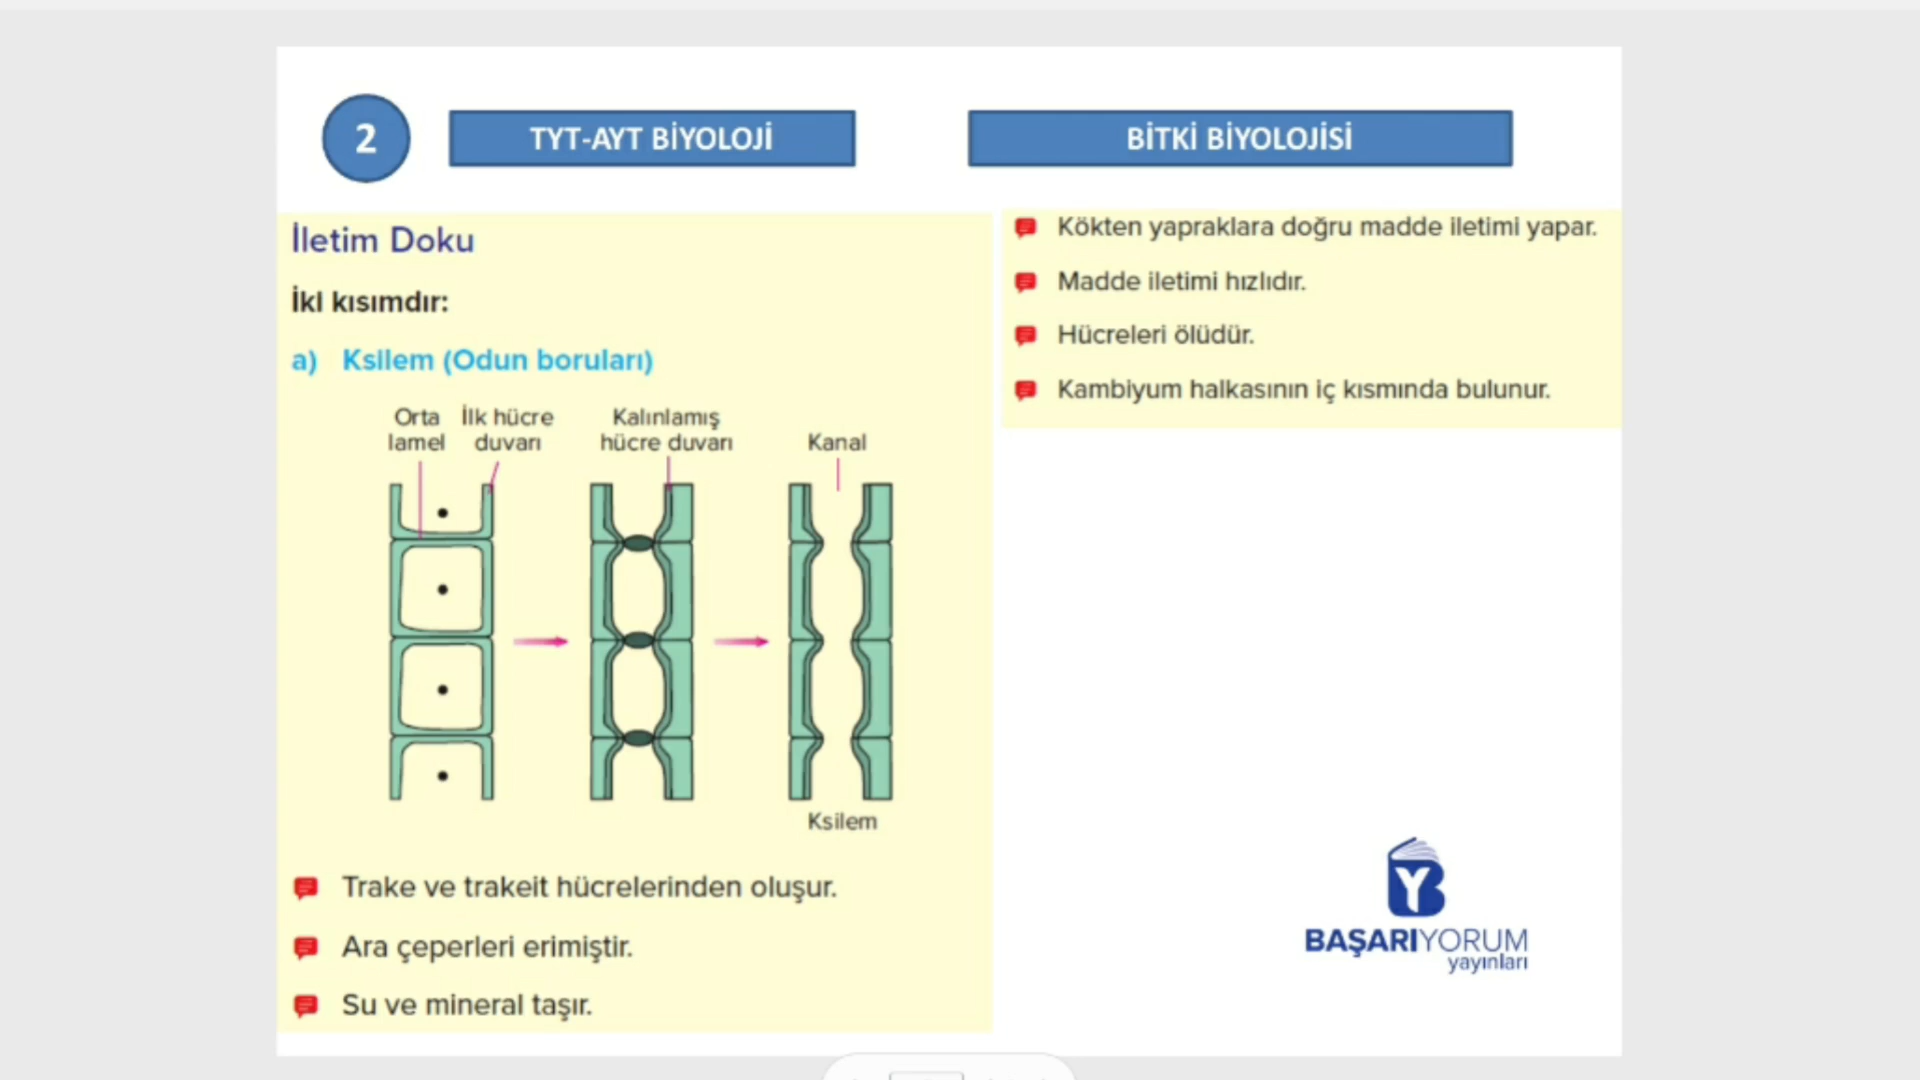 2
TYT-AYT BİYOLOJİ
BİTKİ BİYOLOJİSİ
İletim Doku
İkI kısımdır:
a) Ksilem (Odun boruları)
Orta lamel
İlk hücre duvarı
Kalınlamış hücre duvarı
Kanal
Ksilem
Trake ve trakeit hücrelerinden oluşur.
Ara çeperleri erimiştir.
Su ve mineral taşır.
Kökten yapraklara doğru madde iletimi yapar.
Madde iletimi hızlıdır.
Hücreleri ölüdür.
Kambiyum halkasının iç kısmında bulunur.
BAŞARIYORUM
yayınları